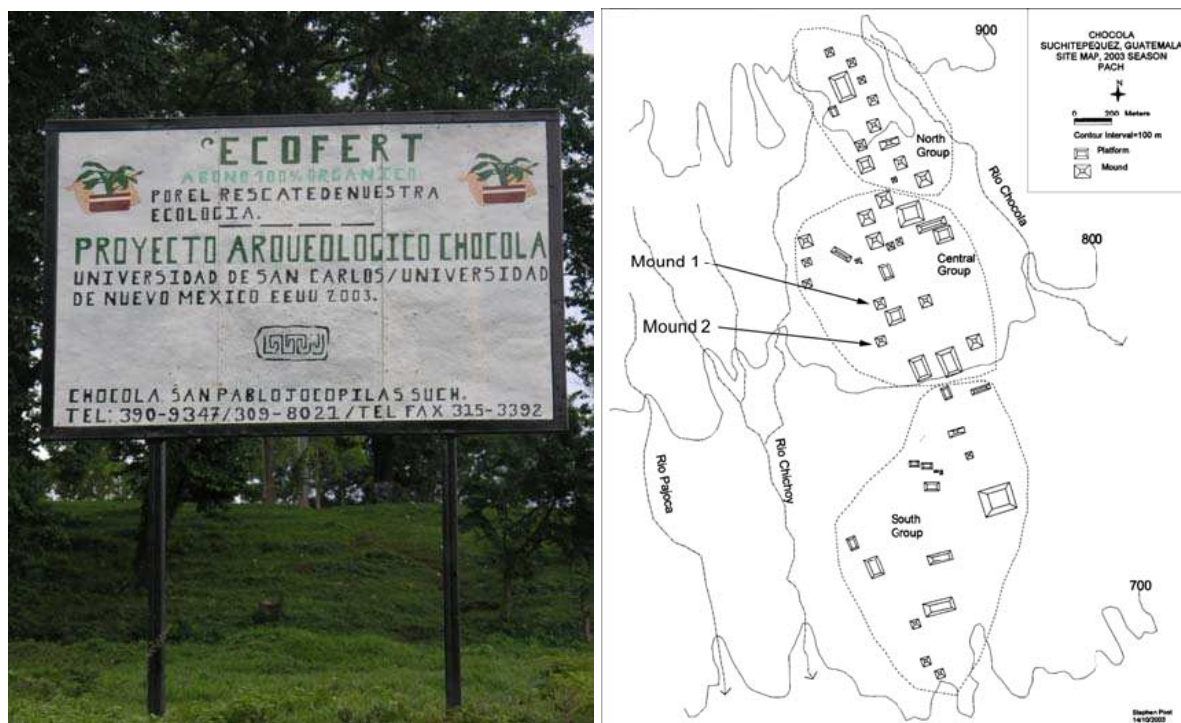 ECOFERT
ABONO 100% ORGANICO
POR EL RESCATE DE NUESTRA
ECOLOGIA.
PROYECTO ARQUEOLOGICO CHOCOLA
UNIVERSIDAD DE SAN CARLOS/UNIVERSIDAD
DE NUEVO MEXICO EEUU 2003.
CHOCOLA SAN PABLO JOCOPILAS SUCH.
TEL: 390-9347/309-8021/TEL FAX 315-3392
CHOCOLA
SUCHITEPEQUEZ, GUATEMALA
SITE MAP, 2003 SEASON
PACH
N
0 200 Meters
Contour Interval=100 m
Platform
Mound
900
North
Group
Rio Chocola
800
Mound 1
Central
Group
Mound 2
Rio Pajoca
Rio Chichoy
South
Group
700
Stephen Post
14/10/2003